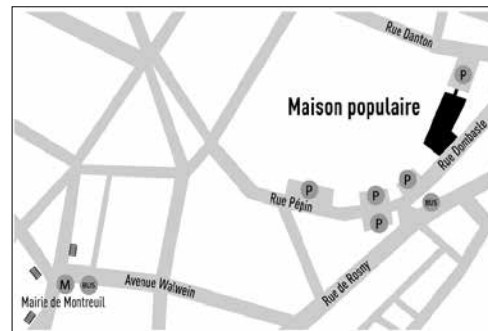 Rue Danton
P
Maison populaire
Rue Dombasle
P
P
P
Rue Pépin
BUS
P
Rue de Rosny
Avenue Walwein
M
BUS
Mairie de Montreuil